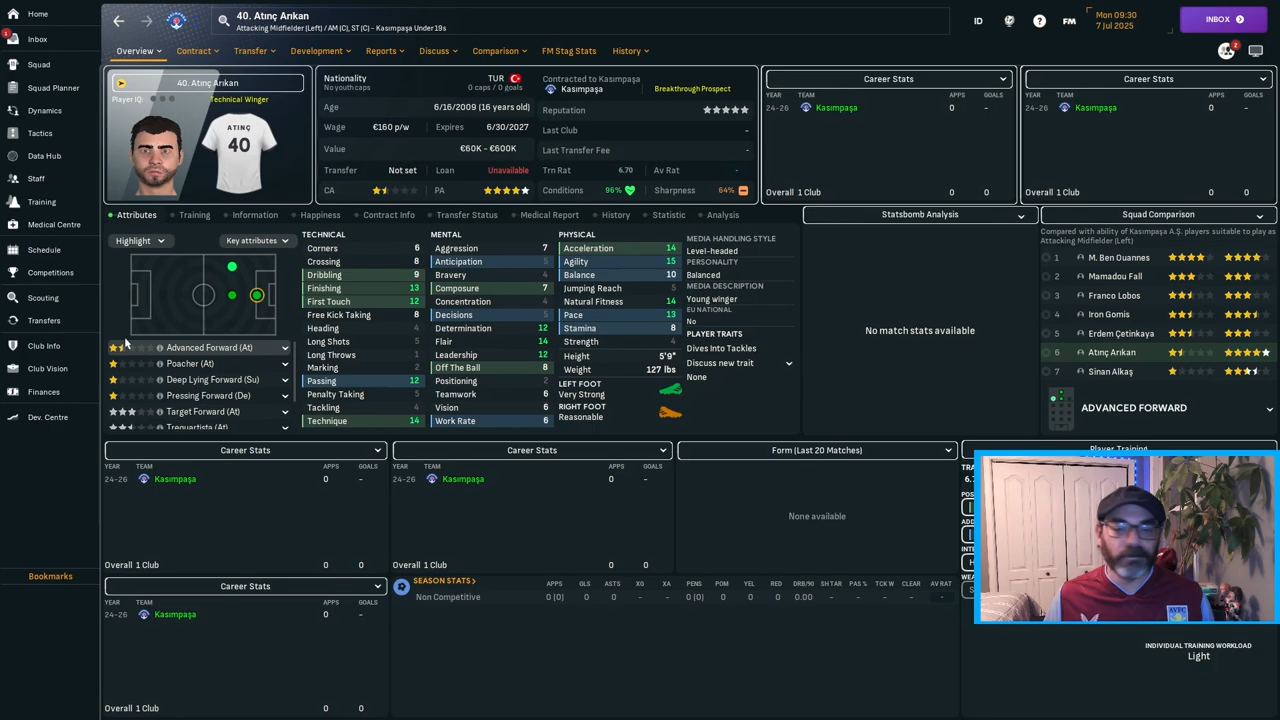 Home
Inbox
Squad
Squad Planner
Dynamics
Tactics
Data Hub
Staff
Training
Medical Centre
Schedule
Competitions
Scouting
Transfers
Club Info
Club Vision
Finances
Dev. Centre
Bookmarks
40. Atınç Arıkan
Attacking Midfielder (Left) / AM (C), ST (C) - Kasımpaşa Under19s
ID
FM
Mon 09:30
7 Jul 2025
INBOX
2
Overview
Contract
Transfer
Development
Reports
Discuss
Comparison
FM Stag Stats
History
40. Atınç Arıkan
Player IQ:
Technical Winger
ATINÇ
40
Nationality TUR
No youth caps 0 caps / 0 goals
Age 6/16/2009 (16 years old)
Wage €160 p/w Expires 6/30/2027
Value €60K - €600K
Transfer Not set Loan Unavailable
CA PA
Contracted to Kasımpaşa
Kasımpaşa Breakthrough Prospect
Reputation
Last Club -
Last Transfer Fee -
Trn Rat 6.70 Av Rat -
Conditions 96% Sharpness 64%
Career Stats
YEAR TEAM APPS GOALS
24-26 Kasımpaşa 0 -
Overall 1 Club 0 0
Career Stats
YEAR TEAM APPS GOALS
24-26 Kasımpaşa 0 -
Overall 1 Club 0 0
Attributes
Training
Information
Happiness
Contract Info
Transfer Status
Medical Report
History
Statistic
Analysis
Highlight
Key attributes
Advanced Forward (At)
Poacher (At)
Deep Lying Forward (Su)
Pressing Forward (De)
Target Forward (At)
Trequartista (At)
TECHNICAL
Corners 6
Crossing 8
Dribbling 9
Finishing 13
First Touch 12
Free Kick Taking 8
Heading 4
Long Shots 5
Long Throws 1
Marking 2
Passing 12
Penalty Taking 5
Tackling 4
Technique 14
MENTAL
Aggression 7
Anticipation 5
Bravery 4
Composure 7
Concentration 4
Decisions 5
Determination 12
Flair 14
Leadership 12
Off The Ball 8
Positioning 2
Teamwork 6
Vision 6
Work Rate 6
PHYSICAL
Acceleration 14
Agility 15
Balance 10
Jumping Reach 5
Natural Fitness 14
Pace 13
Stamina 8
Strength 4
Height 5'9"
Weight 127 lbs
LEFT FOOT
Very Strong
RIGHT FOOT
Reasonable
MEDIA HANDLING STYLE
Level-headed
PERSONALITY
Balanced
MEDIA DESCRIPTION
Young winger
EU NATIONAL
No
PLAYER TRAITS
Dives Into Tackles
Discuss new trait
None
Statsbomb Analysis
No match stats available
Squad Comparison
Compared with ability of Kasımpaşa A.Ş. players suitable to play as
Attacking Midfielder (Left)
1 M. Ben Ouannes
2 Mamadou Fall
3 Franco Lobos
4 Iron Gomis
5 Erdem Çetinkaya
6 Atınç Arıkan
7 Sinan Alkaş
ADVANCED FORWARD
Career Stats
YEAR TEAM APPS GOALS
24-26 Kasımpaşa 0 -
Overall 1 Club 0 0
Career Stats
YEAR TEAM APPS GOALS
24-26 Kasımpaşa 0 -
Overall 1 Club 0 0
Form (Last 20 Matches)
None available
Player Training
Career Stats
YEAR TEAM APPS GOALS
24-26 Kasımpaşa 0 -
Overall 1 Club 0 0
SEASON STATS APPS GLS ASTS XG XA PENS POM YEL RED DRB/90 SH TAR PAS % TCK W CLEAR AV RAT
Non Competitive 0 (0) 0 0 - - 0 (0) 0 0 0 0.00 - - - - -
AVFC
INDIVIDUAL TRAINING WORKLOAD
Light